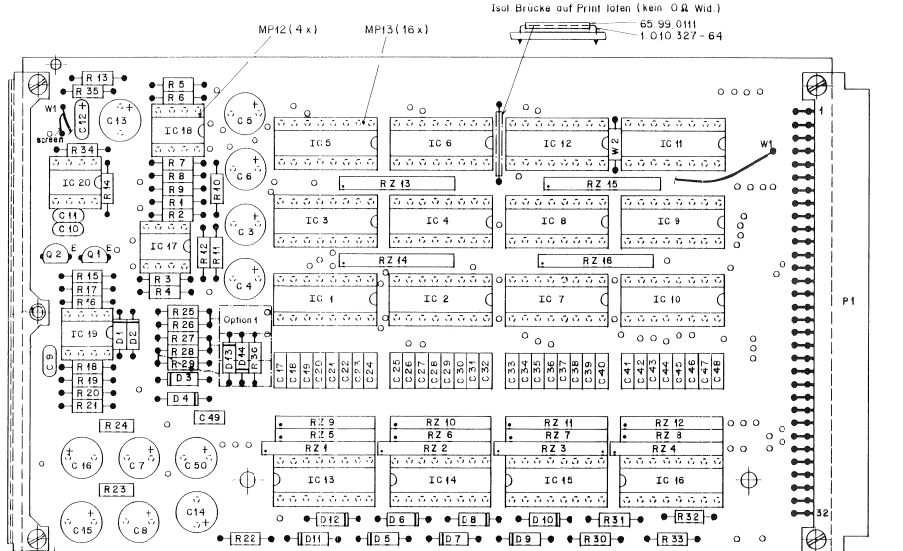 Isol. Brücke auf Print löten (kein 0Ω Wid.)
MP12(4x)
MP13(16x)
65.99.0111
1.010.327-64
R 13
R 35
R 5
R 6
W1
screen
C 12
+
C 13
+
IC 18
C 5
+
IC 5
IC 6
IC 12
W 2
IC 11
W1
1
R 34
IC 20
R 14
R 7
R 8
R 9
R 1
R 2
R 10
C 6
+
RZ 13
RZ 15
C 11
C 10
IC 17
R 12
R 11
C 3
+
IC 3
IC 4
IC 8
IC 9
Q 2
E
Q 1
E
RZ 14
RZ 16
R 15
R 17
R 16
R 3
R 4
C 4
+
IC 1
IC 2
IC 7
IC 10
P1
IC 19
D 1
D 2
R 25
R 26
R 27
R 28
R 29
Option 1
D 13
D 14
R 36
C 9
D 3
C 17
C 18
C 19
C 20
C 21
C 22
C 23
C 24
C 25
C 26
C 27
C 28
C 29
C 30
C 31
C 32
C 33
C 34
C 35
C 36
C 37
C 38
C 39
C 40
C 41
C 42
C 43
C 44
C 45
C 46
C 47
C 48
R 18
R 19
R 20
R 21
D 4
C 49
R 24
RZ 9
RZ 5
RZ 1
RZ 10
RZ 6
RZ 2
RZ 11
RZ 7
RZ 3
RZ 12
RZ 8
RZ 4
C 16
+
C 7
+
C 50
+
R 23
IC 13
IC 14
IC 15
IC 16
C 15
+
C 8
+
C 14
+
D12
D 6
D 8
D 10
R31
R32
32
R 22
D11
D 5
D 7
D 9
R 30
R33